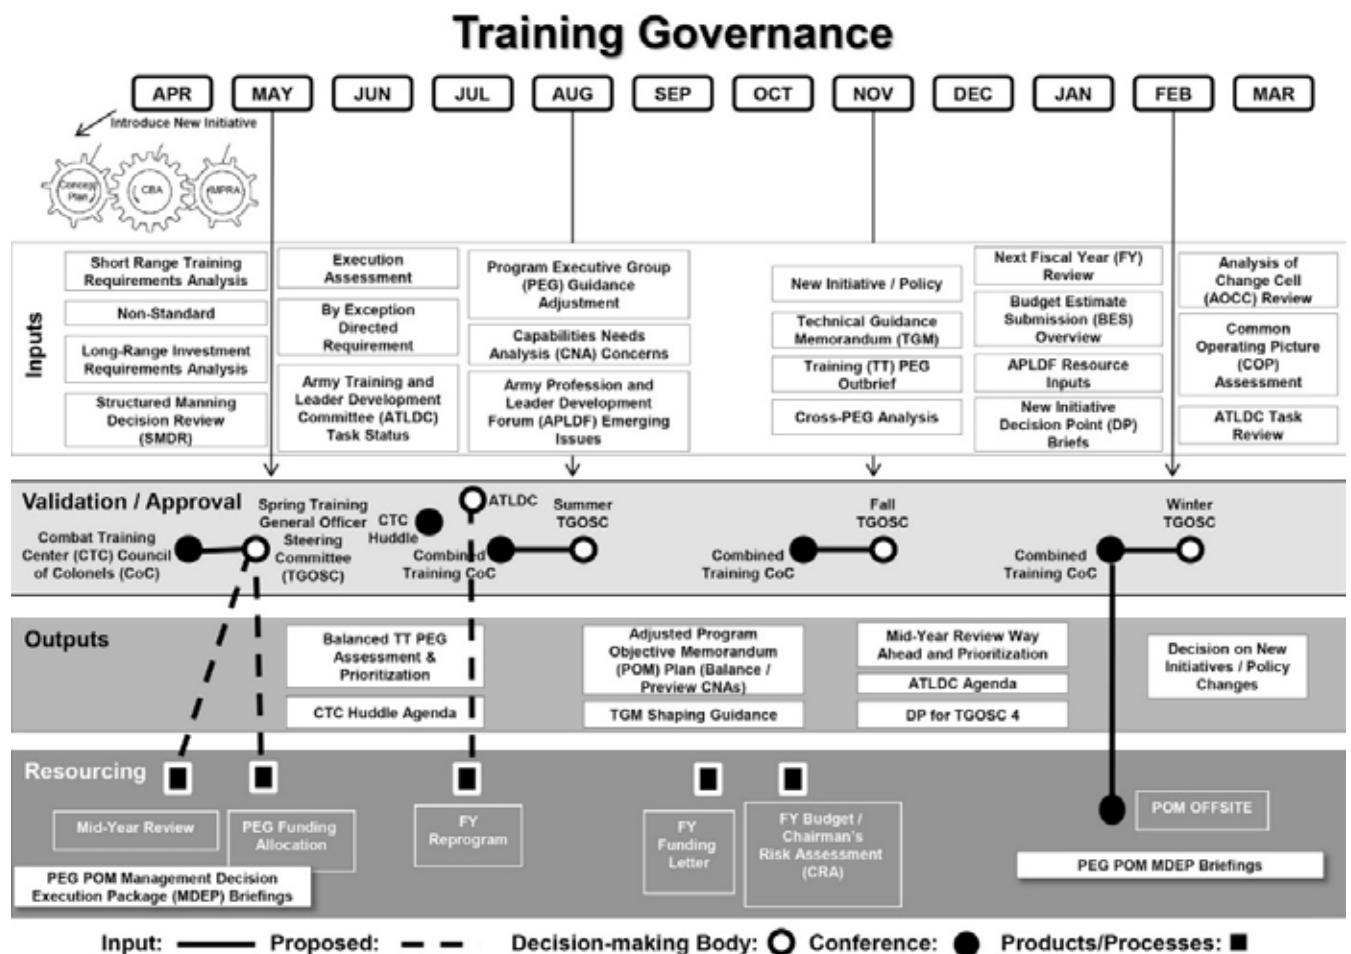 Training Governance
APR
MAY
JUN
JUL
AUG
SEP
OCT
NOV
DEC
JAN
FEB
MAR
Introduce New Initiative
Concept
Plan
CBA
Inputs
Short Range Training
Requirements Analysis
Non-Standard
Long-Range Investment
Requirements Analysis
Structured Manning
Decision Review
(SMDR)
Execution
Assessment
By Exception
Directed
Requirement
Army Training and
Leader Development
Committee (ATLDC)
Task Status
Program Executive Group
(PEG) Guidance
Adjustment
Capabilities Needs
Analysis (CNA) Concerns
Army Profession and
Leader Development
Forum (APLDF) Emerging
Issues
New Initiative / Policy
Technical Guidance
Memorandum (TGM)
Training (TT) PEG
Outbrief
Cross-PEG Analysis
Next Fiscal Year (FY)
Review
Budget Estimate
Submission (BES)
Overview
APLDF Resource
Inputs
New Initiative
Decision Point (DP)
Briefs
Analysis of
Change Cell
(AOCC) Review
Common
Operating Picture
(COP)
Assessment
ATLDC Task
Review
Validation / Approval
Combat Training
Center (CTC) Council
of Colonels (CoC)
Spring Training
General Officer
Steering
Committee
(TGOSC)
CTC
Huddle
ATLDC
Combined
Training CoC
Summer
TGOSC
Combined
Training CoC
Fall
TGOSC
Combined
Training CoC
Winter
TGOSC
Outputs
Balanced TT PEG
Assessment &
Prioritization
CTC Huddle Agenda
Adjusted Program
Objective Memorandum
(POM) Plan (Balance /
Preview CNAs)
TGM Shaping Guidance
Mid-Year Review Way
Ahead and Prioritization
ATLDC Agenda
DP for TGOSC 4
Decision on New
Initiatives / Policy
Changes
Resourcing
Mid-Year Review
PEG Funding
Allocation
PEG POM Management Decision
Execution Package (MDEP) Briefings
FY
Reprogram
FY
Funding
Letter
FY Budget /
Chairman's
Risk Assessment
(CRA)
POM OFFSITE
PEG POM MDEP Briefings
Input:
Proposed:
Decision-making Body:
Conference:
Products/Processes: